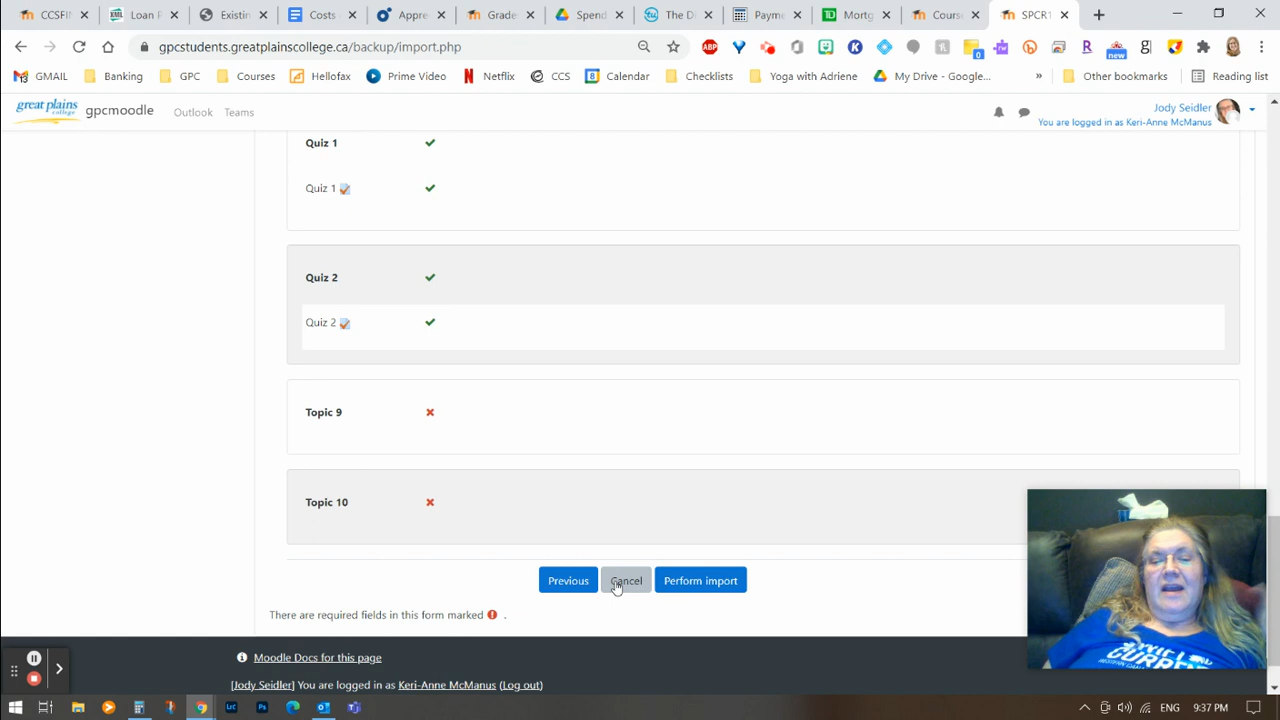 CCSFIN
Loan F
Existin
Costs
Appre
Grade
Spend
The D
Payme
Mortg
Cours
SPCR
gpcstudents.greatplainscollege.ca/backup/import.php
GMAIL
Banking
GPC
Courses
Hellofax
Prime Video
Netflix
CCS
Calendar
Checklists
Yoga with Adriene
My Drive - Google...
»
Other bookmarks
Reading list
great plains
college
gpcmoodle
Outlook
Teams
Jody Seidler
You are logged in as Keri-Anne McManus
Quiz 1
Quiz 1
Quiz 2
Quiz 2
Topic 9
Topic 10
Previous
Cancel
Perform import
There are required fields in this form marked .
Moodle Docs for this page
[Jody Seidler] You are logged in as Keri-Anne McManus (Log out)
ENG
9:37 PM